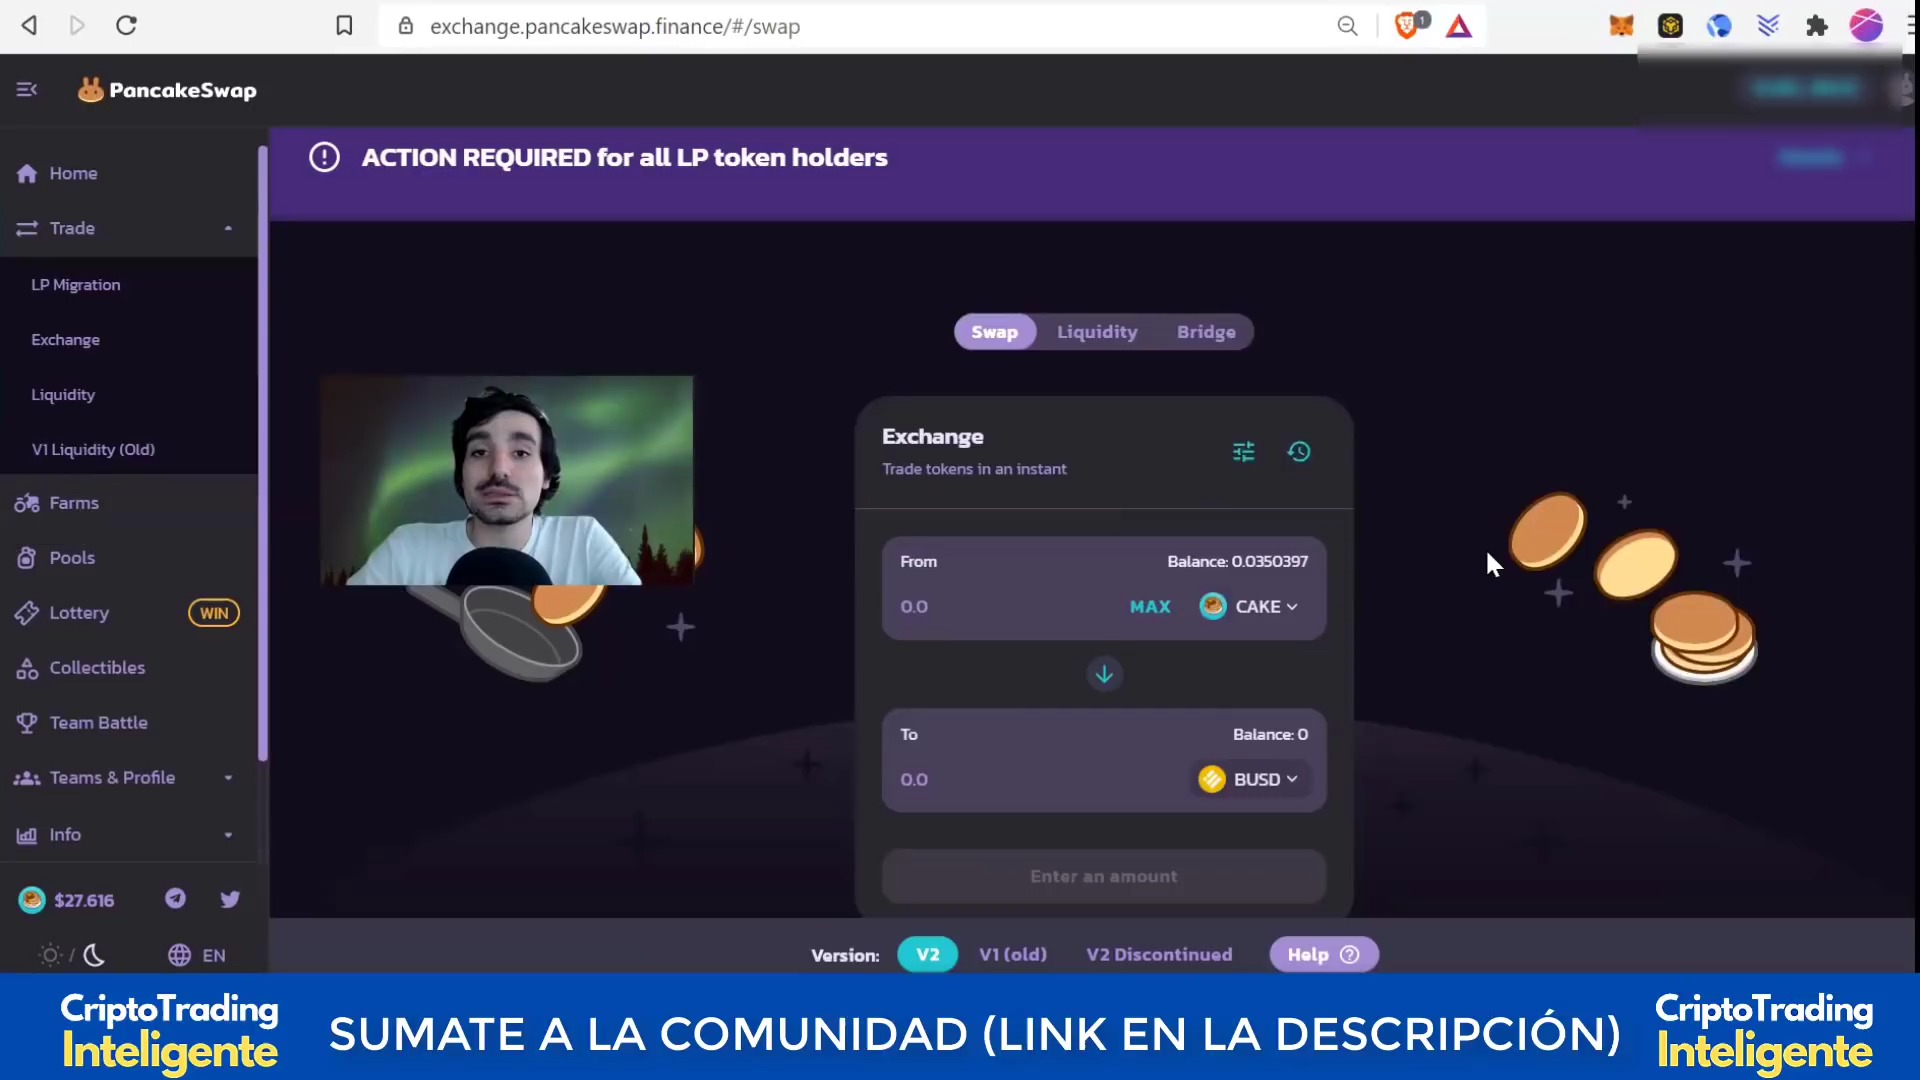 exchange.pancakeswap.finance/#/swap
1
PancakeSwap
ACTION REQUIRED for all LP token holders
Home
Trade
LP Migration
Exchange
Liquidity
V1 Liquidity (Old)
Farms
Pools
Lottery
WIN
Collectibles
Team Battle
Teams & Profile
Info
$27.616
/
EN
Swap
Liquidity
Bridge
Exchange
Trade tokens in an instant
From
Balance: 0.0350397
0.0
MAX
CAKE
To
Balance: 0
0.0
BUSD
Enter an amount
Version:
V2
V1 (old)
V2 Discontinued
Help
CriptoTrading
Inteligente
SUMATE A LA COMUNIDAD (LINK EN LA DESCRIPCIÓN)
CriptoTrading
Inteligente